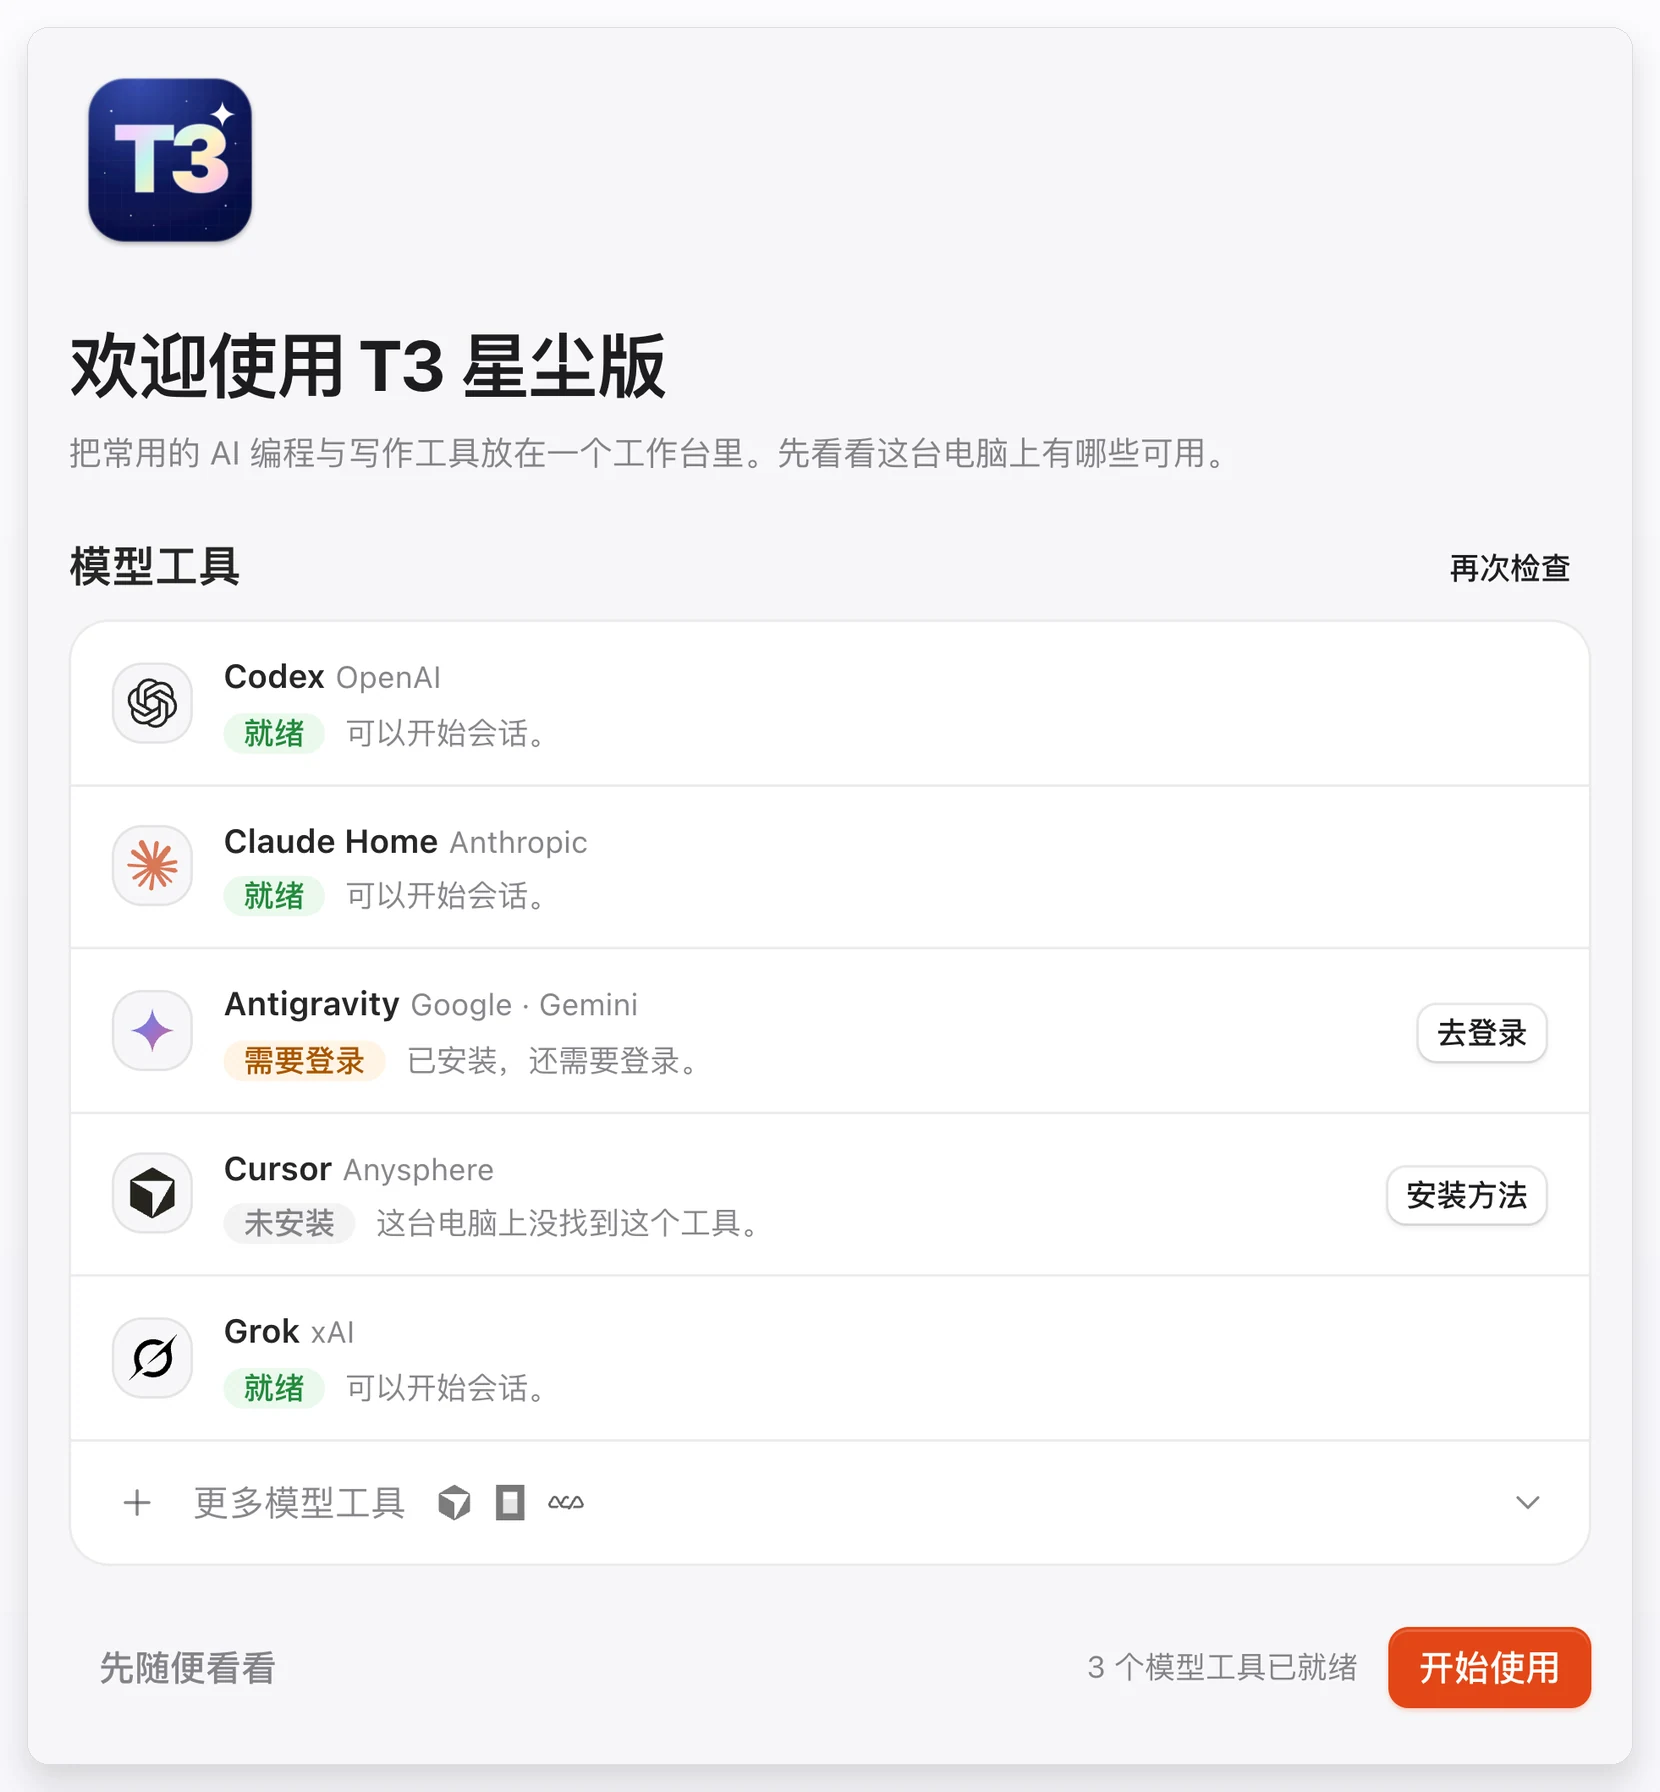 T3
欢迎使用 T3 星尘版
把常用的 AI 编程与写作工具放在一个工作台里。先看看这台电脑上有哪些可用。
模型工具
再次检查
Codex OpenAI
就绪 可以开始会话。
Claude Home Anthropic
就绪 可以开始会话。
Antigravity Google · Gemini
需要登录 已安装，还需要登录。
去登录
Cursor Anysphere
未安装 这台电脑上没找到这个工具。
安装方法
Grok xAI
就绪 可以开始会话。
更多模型工具
先随便看看
3 个模型工具已就绪
开始使用